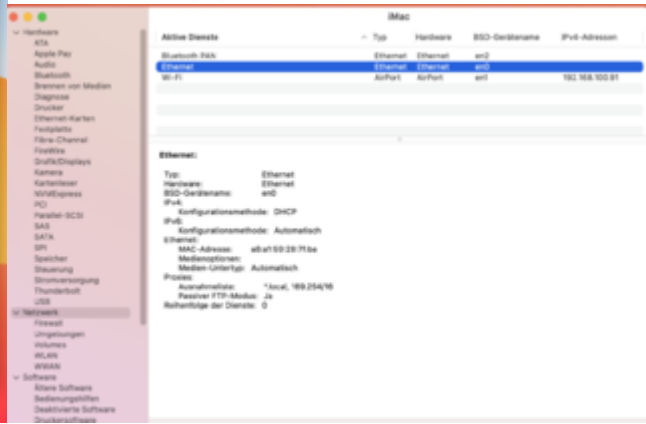 iMac
Hardware
ATA
Apple Pay
Audio
Bluetooth
Brennen von Medien
Diagnose
Drucker
Ethernet-Karten
Festplatte
Fibre-Channel
FireWire
Grafik/Displays
Kamera
Kartenleser
NVMExpress
PCI
Parallel-SCSI
SAS
SATA
SPI
Speicher
Steuerung
Stromversorgung
Thunderbolt
USB
Netzwerk
Firewall
Umgebungen
Volumes
WLAN
WWAN
Software
Ältere Software
Bedienungshilfen
Deaktivierte Software
Druckersoftware
Aktive Dienste Typ Hardware BSD-Gerätename IPv4-Adressen
Bluetooth PAN Ethernet Ethernet en2
Ethernet Ethernet Ethernet en0
Wi-Fi AirPort AirPort en1 192.168.100.91
Ethernet:
Typ: Ethernet
Hardware: Ethernet
BSD-Gerätename: en0
IPv4:
Konfigurationsmethode: DHCP
IPv6:
Konfigurationsmethode: Automatisch
Ethernet:
MAC-Adresse:
Medienoptionen:
Medien-Untertyp: Automatisch
Proxies:
Ausnahmeliste: *.local, 169.254/16
Passiver FTP-Modus: Ja
Reihenfolge der Dienste: 0